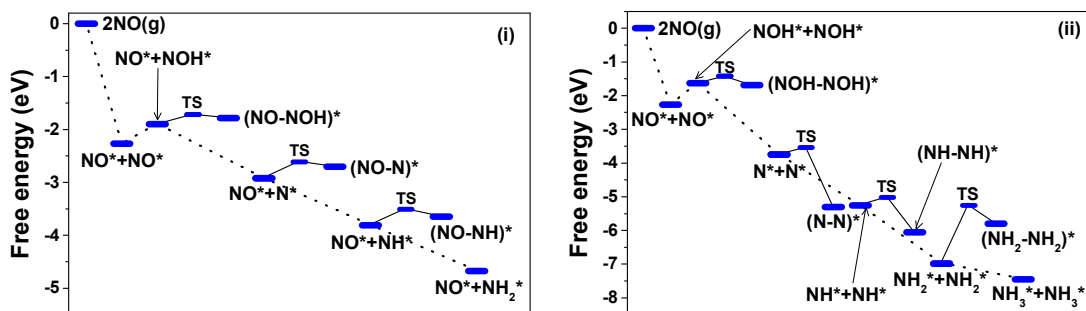 (i)
Free energy (eV)
0
-1
-2
-3
-4
-5
2NO(g)
NO*+NOH*
TS
(NO-NOH)*
NO*+NO*
TS
(NO-N)*
NO*+N*
TS
(NO-NH)*
NO*+NH*
NO*+NH₂*
(ii)
Free energy (eV)
0
-1
-2
-3
-4
-5
-6
-7
-8
2NO(g)
NOH*+NOH*
TS
(NOH-NOH)*
NO*+NO*
TS
N*+N*
(NH-NH)*
TS
TS
(N-N)*
(NH₂-NH₂)*
NH*+NH*
NH₂*+NH₂*
NH₃*+NH₃*